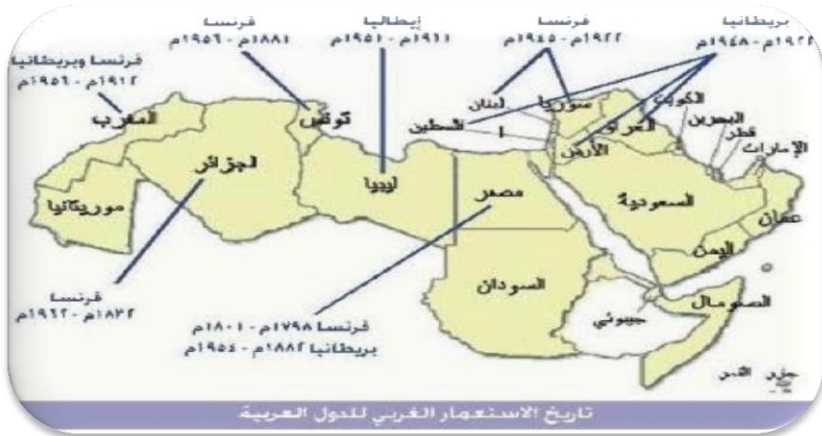 بريطانيا
١٩٢٢م - ١٩٤٨م
فرنسا
١٩٢٢م - ١٩٤٥م
إيطاليا
١٩١١م - ١٩٥١م
فرنسا
١٨٨١م - ١٩٥٦م
فرنسا وبريطانيا
١٩١٢م - ١٩٥٦م
الكويت
سوريا
لبنان
البحرين
العراق
تونس
المغرب
فلسطين
قطر
الأردن
الإمارات
الجزائر
ليبيا
مصر
السعودية
موريتانيا
عمان
اليمن
السودان
الصومال
جيبوتي
فرنسا
١٨٣٢م - ١٩٦٢م
فرنسا ١٧٩٨م - ١٨٠١م
بريطانيا ١٨٨٢م - ١٩٥٤م
جزر القمر
تاريخ الاستعمار الغربي للدول العربية